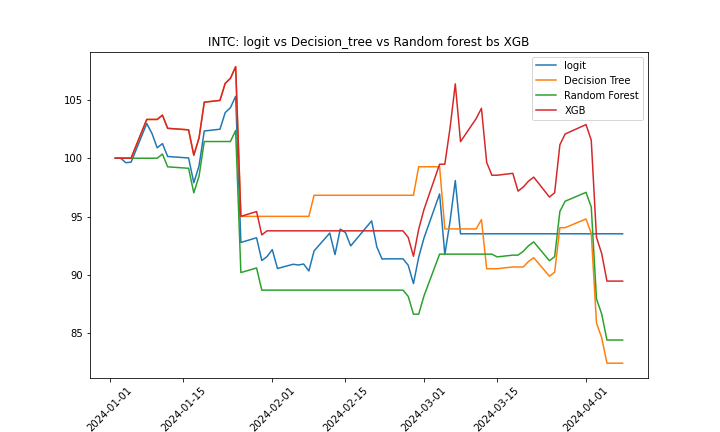 INTC: logit vs Decision_tree vs Random forest bs XGB
logit
Decision Tree
Random Forest
XGB
105
100
95
90
85
2024-01-01
2024-01-15
2024-02-01
2024-02-15
2024-03-01
2024-03-15
2024-04-01